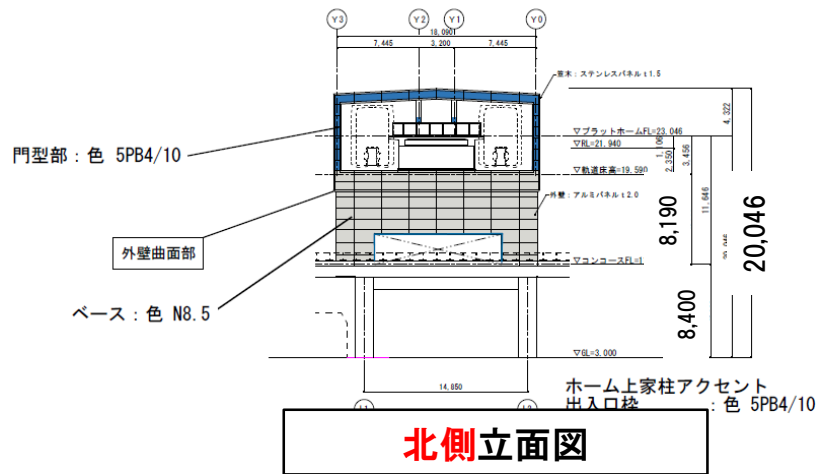 Y3 Y2 Y1 Y0
18,090
7,445 3,200 7,445
笠木：ステンレスパネル t1.5
4,322
門型部：色 5PB4/10
▽プラットホームFL=23.046
▽RL=21.940
1,106
3,456
2,350
▽軌道床高=19.590
外壁：アルミパネル t2.0
11,646
8,190
20,046
外壁曲面部
▽コンコースFL=1
ベース：色 N8.5
8,400
▽GL=3.000
14,850
ホーム上家柱アクセント
出入口枠 ：色 5PB4/10
北側立面図